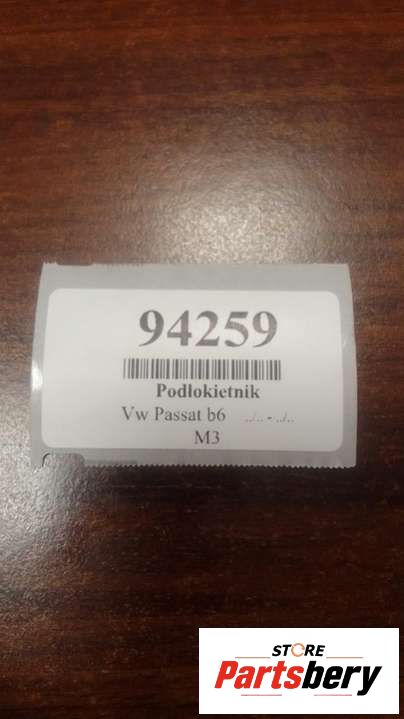 94259
Podłokietnik
Vw Passat b6 ../.. - ../..
M3
STORE
Partsbery